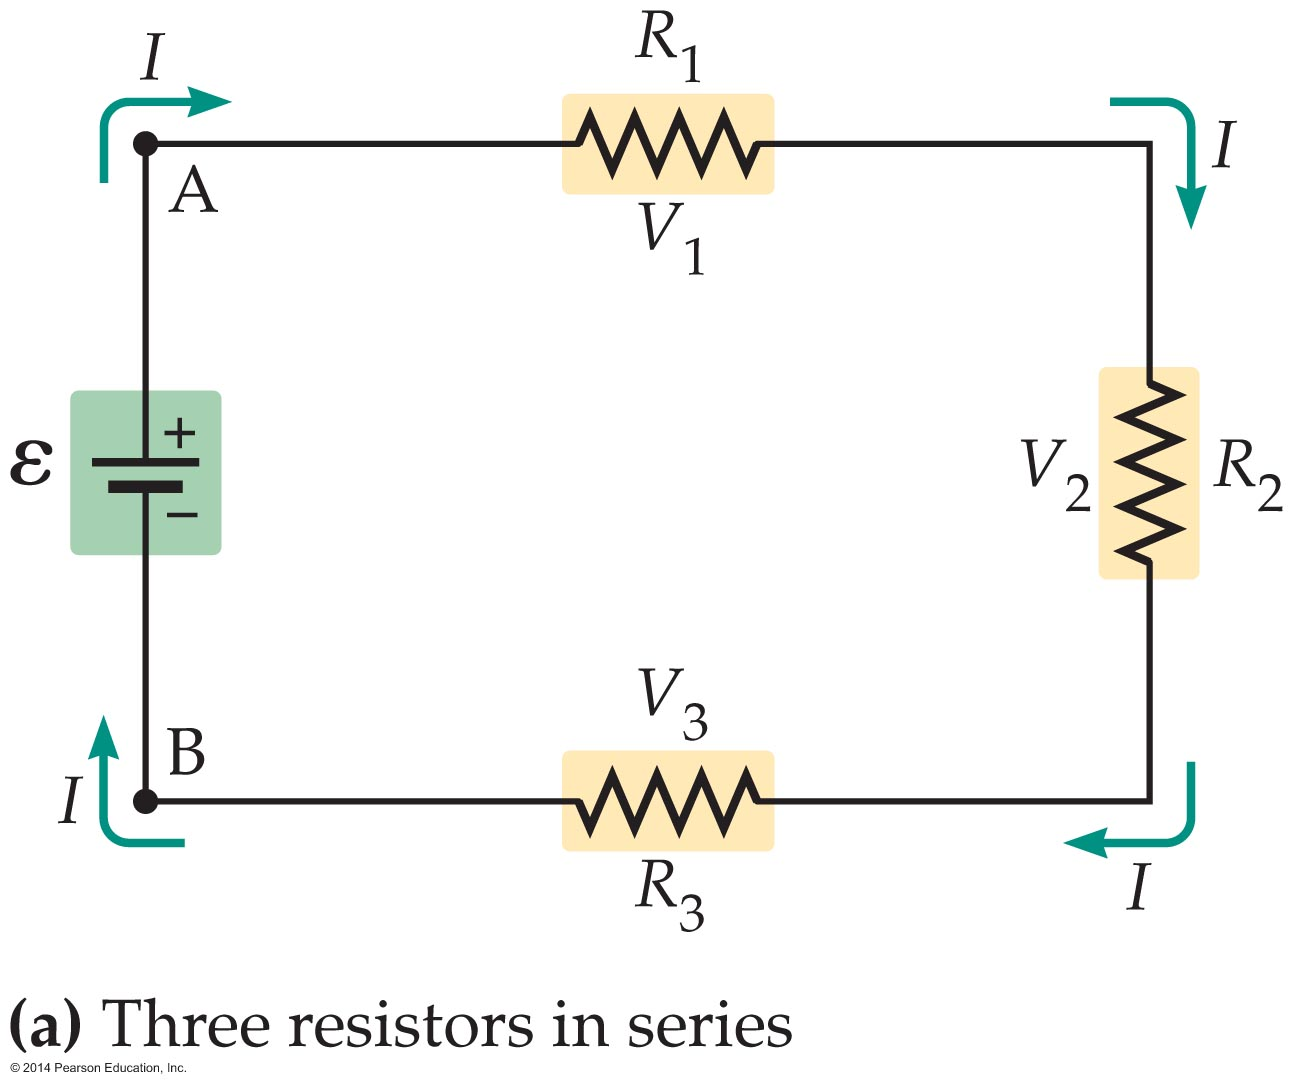 I
R1
I
A
V1
+
ε
−
V2
R2
V3
B
I
R3
I
(a) Three resistors in series
© 2014 Pearson Education, Inc.